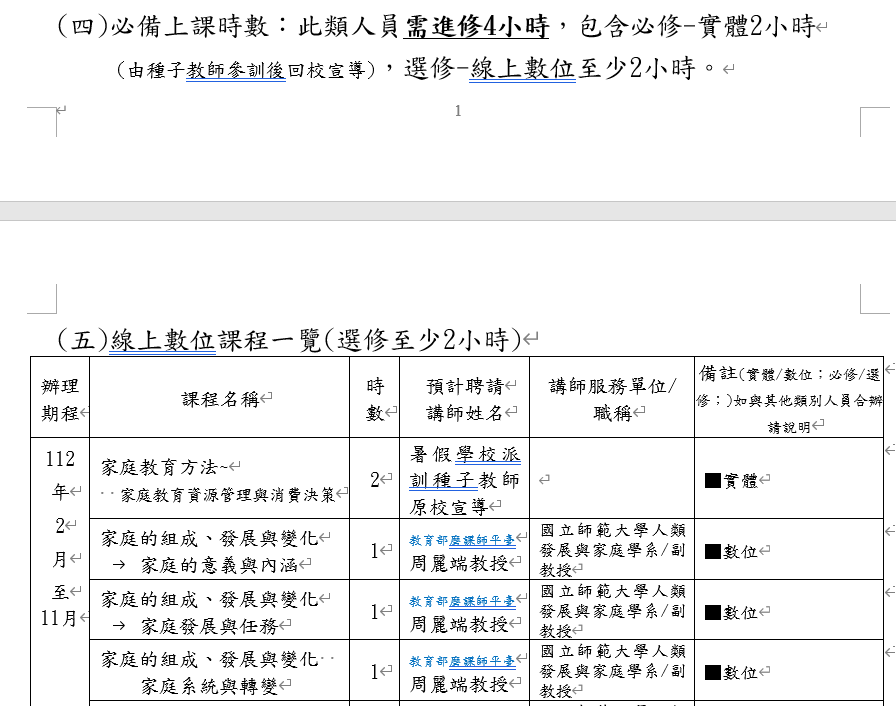 (四)必備上課時數：此類人員需進修4小時，包含必修-實體2小時
(由種子教師參訓後回校宣導)，選修-線上數位至少2小時。
1
(五)線上數位課程一覽(選修至少2小時)
辦理
期程
課程名稱
時
數
預計聘請
講師姓名
講師服務單位/
職稱
備註(實體/數位；必修/選
修；)如與其他類別人員合辦
請說明
112
年
2
月
至
11月
家庭教育方法~
家庭教育資源管理與消費決策
2
暑假學校派
訓種子教師
原校宣導
■實體
家庭的組成、發展與變化
→ 家庭的意義與內涵
1
教育部磨課師平臺
周麗端教授
國立師範大學人類
發展與家庭學系/副
教授
■數位
家庭的組成、發展與變化
→ 家庭發展與任務
1
教育部磨課師平臺
周麗端教授
國立師範大學人類
發展與家庭學系/副
教授
■數位
家庭的組成、發展與變化
家庭系統與轉變
1
教育部磨課師平臺
周麗端教授
國立師範大學人類
發展與家庭學系/副
教授
■數位